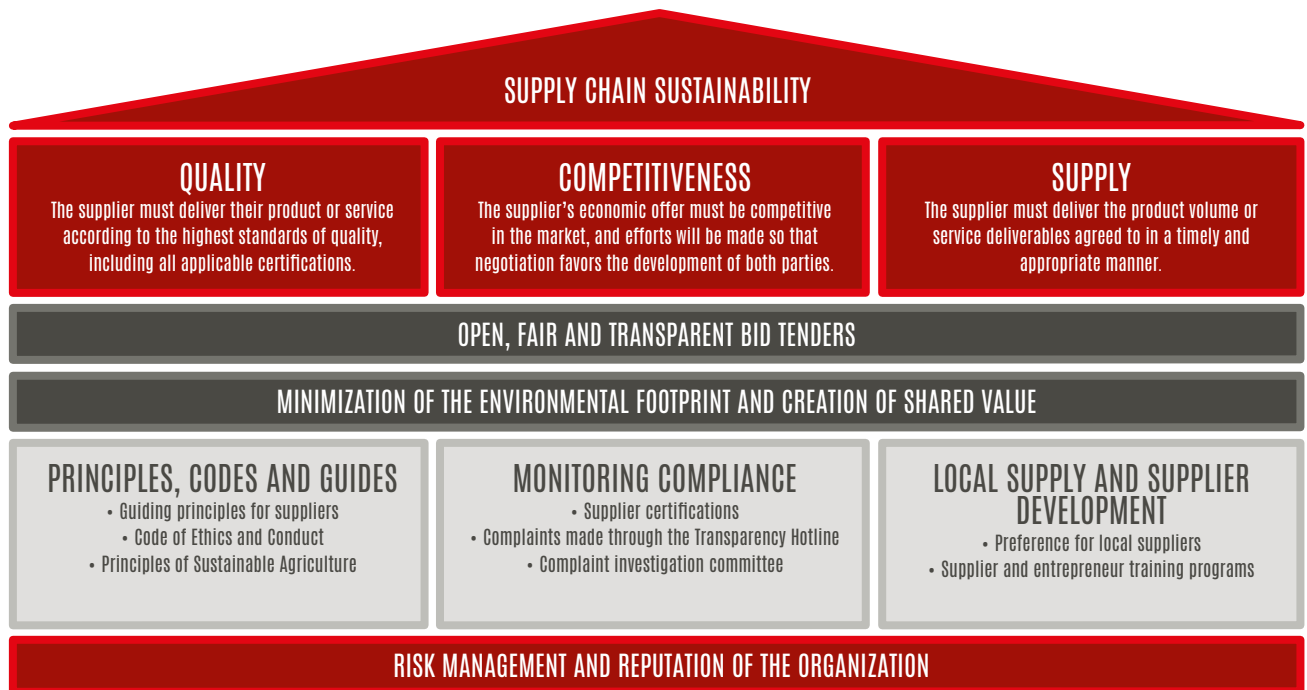 SUPPLY CHAIN SUSTAINABILITY
QUALITY
The supplier must deliver their product or service
according to the highest standards of quality,
including all applicable certifications.
COMPETITIVENESS
The supplier’s economic offer must be competitive
in the market, and efforts will be made so that
negotiation favors the development of both parties.
SUPPLY
The supplier must deliver the product volume or
service deliverables agreed to in a timely and
appropriate manner.
OPEN, FAIR AND TRANSPARENT BID TENDERS
MINIMIZATION OF THE ENVIRONMENTAL FOOTPRINT AND CREATION OF SHARED VALUE
PRINCIPLES, CODES AND GUIDES
• Guiding principles for suppliers
• Code of Ethics and Conduct
• Principles of Sustainable Agriculture
MONITORING COMPLIANCE
• Supplier certifications
• Complaints made through the Transparency Hotline
• Complaint investigation committee
LOCAL SUPPLY AND SUPPLIER
DEVELOPMENT
• Preference for local suppliers
• Supplier and entrepreneur training programs
RISK MANAGEMENT AND REPUTATION OF THE ORGANIZATION